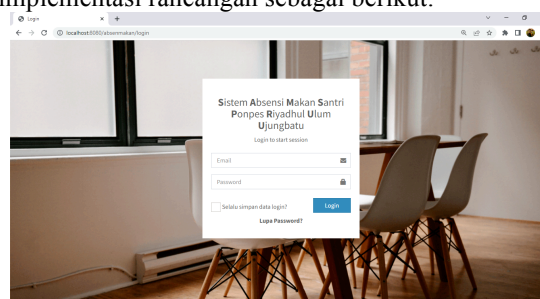 implementasi rancangan sebagai berikut:
Login
localhost:8080/absenmakan/login
Sistem Absensi Makan Santri
Ponpes Riyadhul Ulum
Ujungbatu
Login to start session
Email
Password
Selalu simpan data login?
Login
Lupa Password?